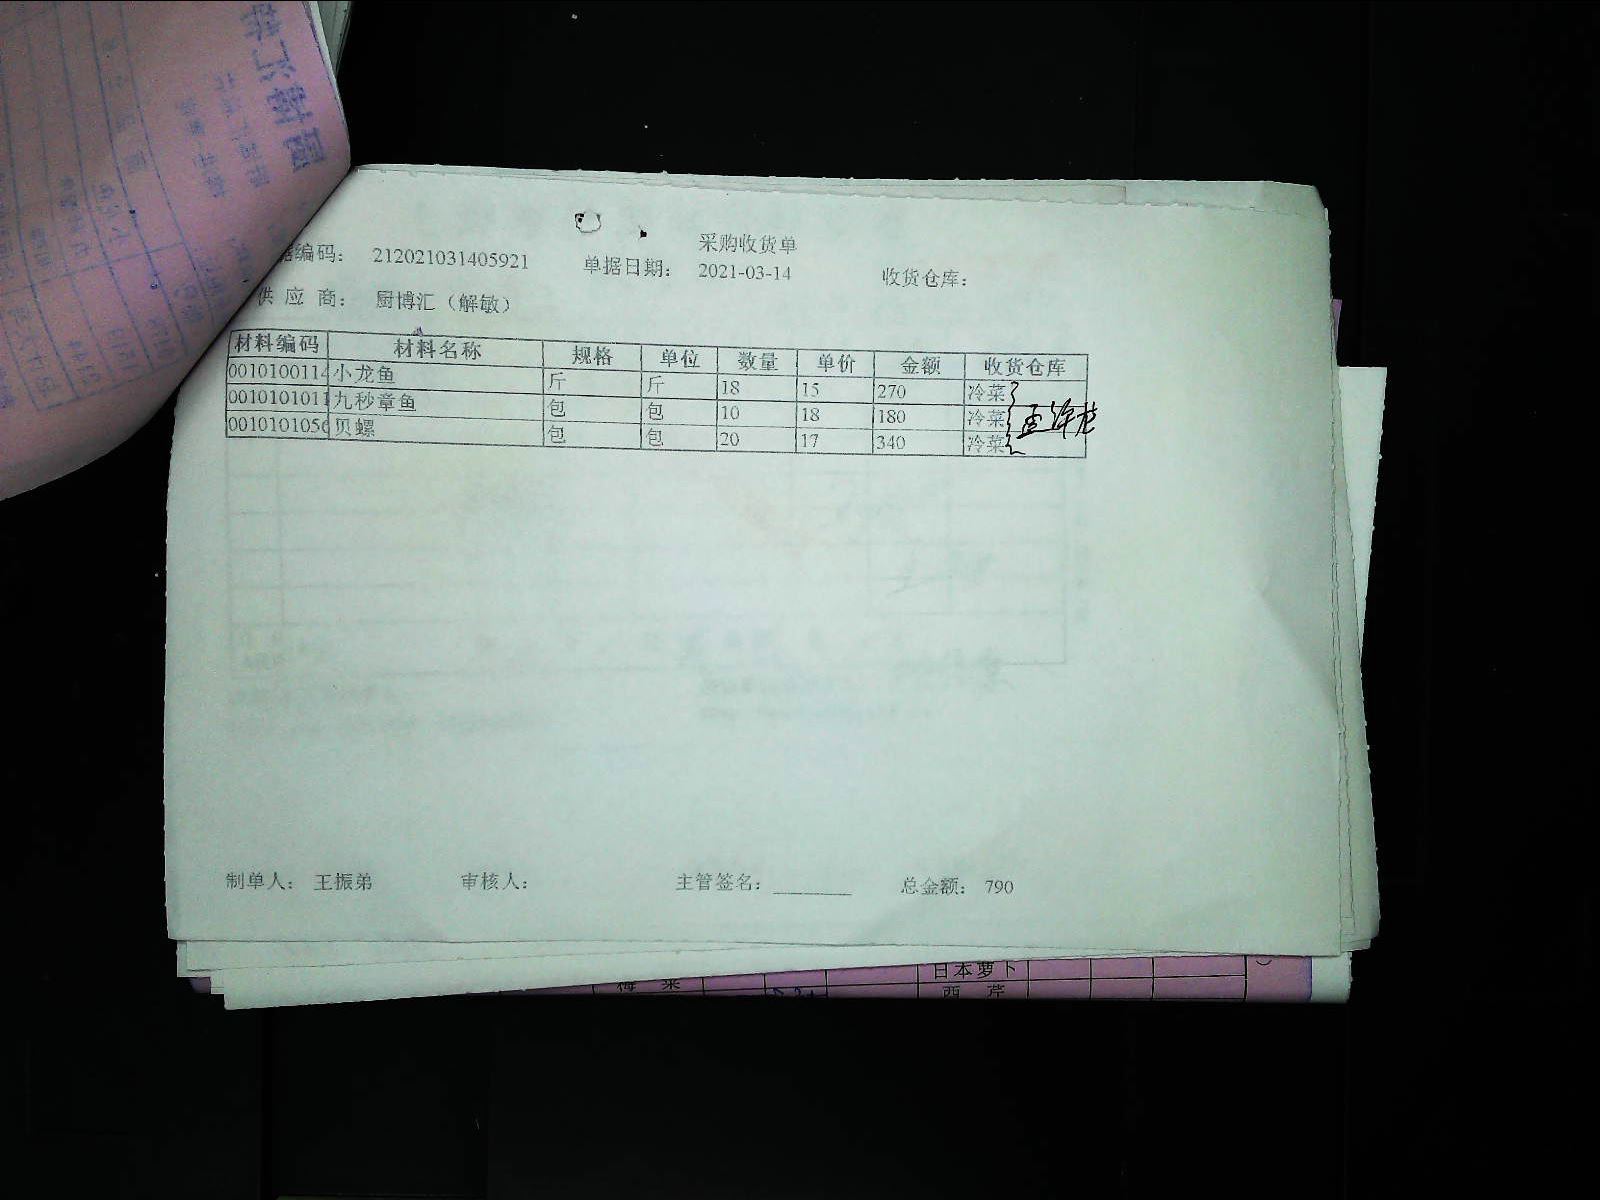 采购收货单
据编码： 212021031405921 单据日期： 2021-03-14 收货仓库：
供 应 商： 厨博汇（解敏）
材料编码 材料名称 规格 单位 数量 单价 金额 收货仓库
0010100114 小龙鱼 斤 斤 18 15 270 冷菜
001010101 九秒章鱼 包 包 10 18 180 冷菜
001010105 贝螺 包 包 20 17 340 冷菜
制单人： 王振弟 审核人： 主管签名： 总金额： 790
日本萝卜
梅 菜 西 芹